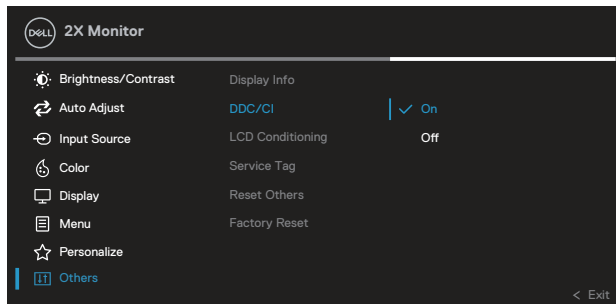 DELL 2X Monitor
Brightness/Contrast Display Info
Auto Adjust DDC/CI On
Input Source LCD Conditioning Off
Color Service Tag
Display Reset Others
Menu Factory Reset
Personalize
Others
< Exit